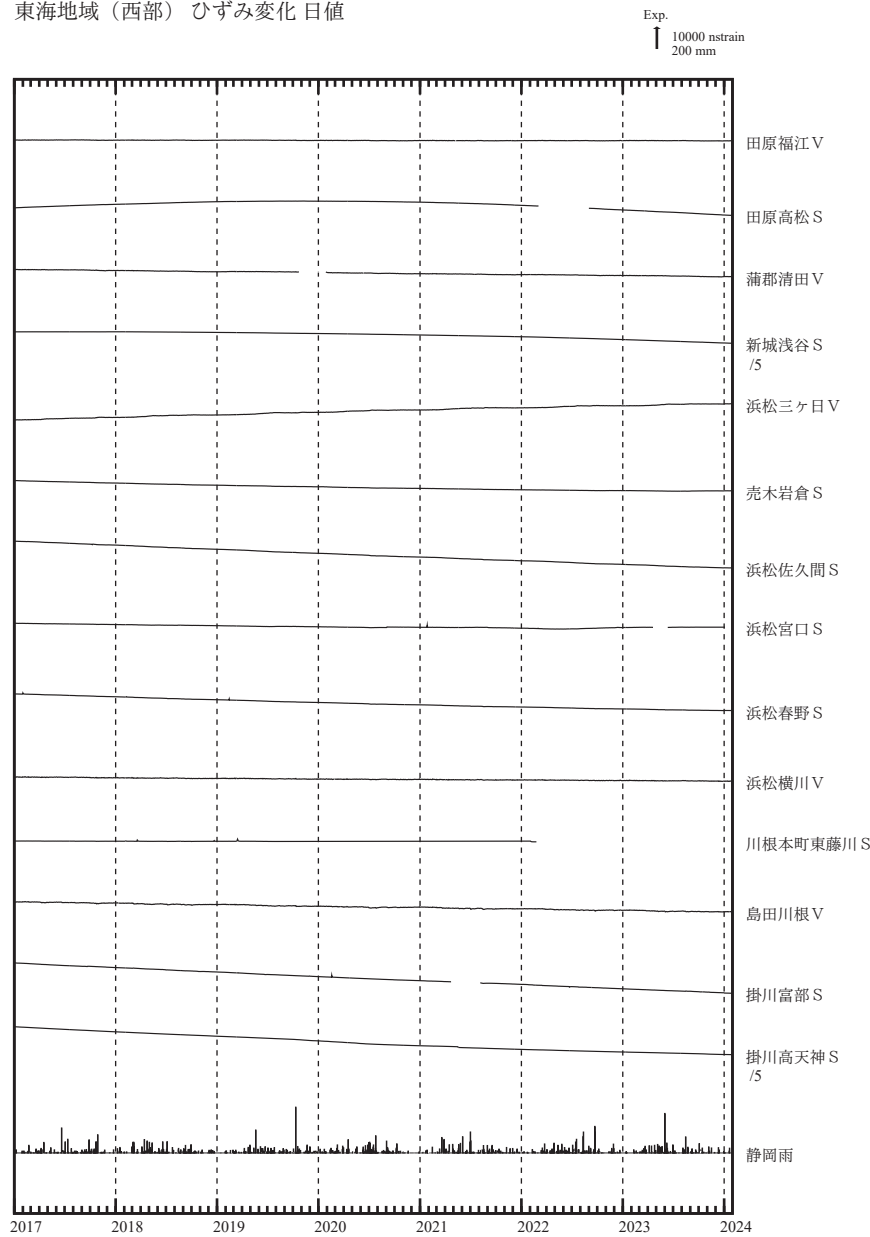 東海地域（西部） ひずみ変化 日値
Exp.
10000 nstrain
200 mm
田原福江V
田原高松S
蒲郡清田V
新城浅谷S
/5
浜松三ヶ日V
売木岩倉S
浜松佐久間S
浜松宮口S
浜松春野S
浜松横川V
川根本町東藤川S
島田川根V
掛川富部S
掛川高天神S
/5
静岡雨
2017 2018 2019 2020 2021 2022 2023 2024